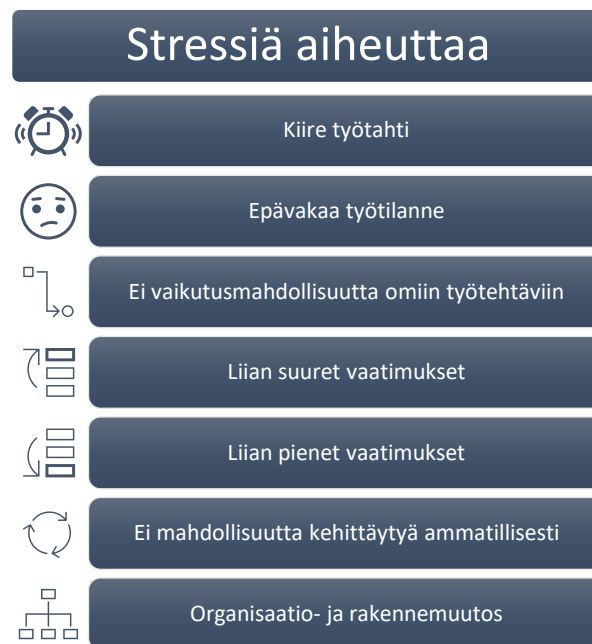 Stressiä aiheuttaa
Kiire työtahti
Epävakaa työtilanne
Ei vaikutusmahdollisuutta omiin työtehtäviin
Liian suuret vaatimukset
Liian pienet vaatimukset
Ei mahdollisuutta kehittäytyä ammatillisesti
Organisaatio- ja rakennemuutos